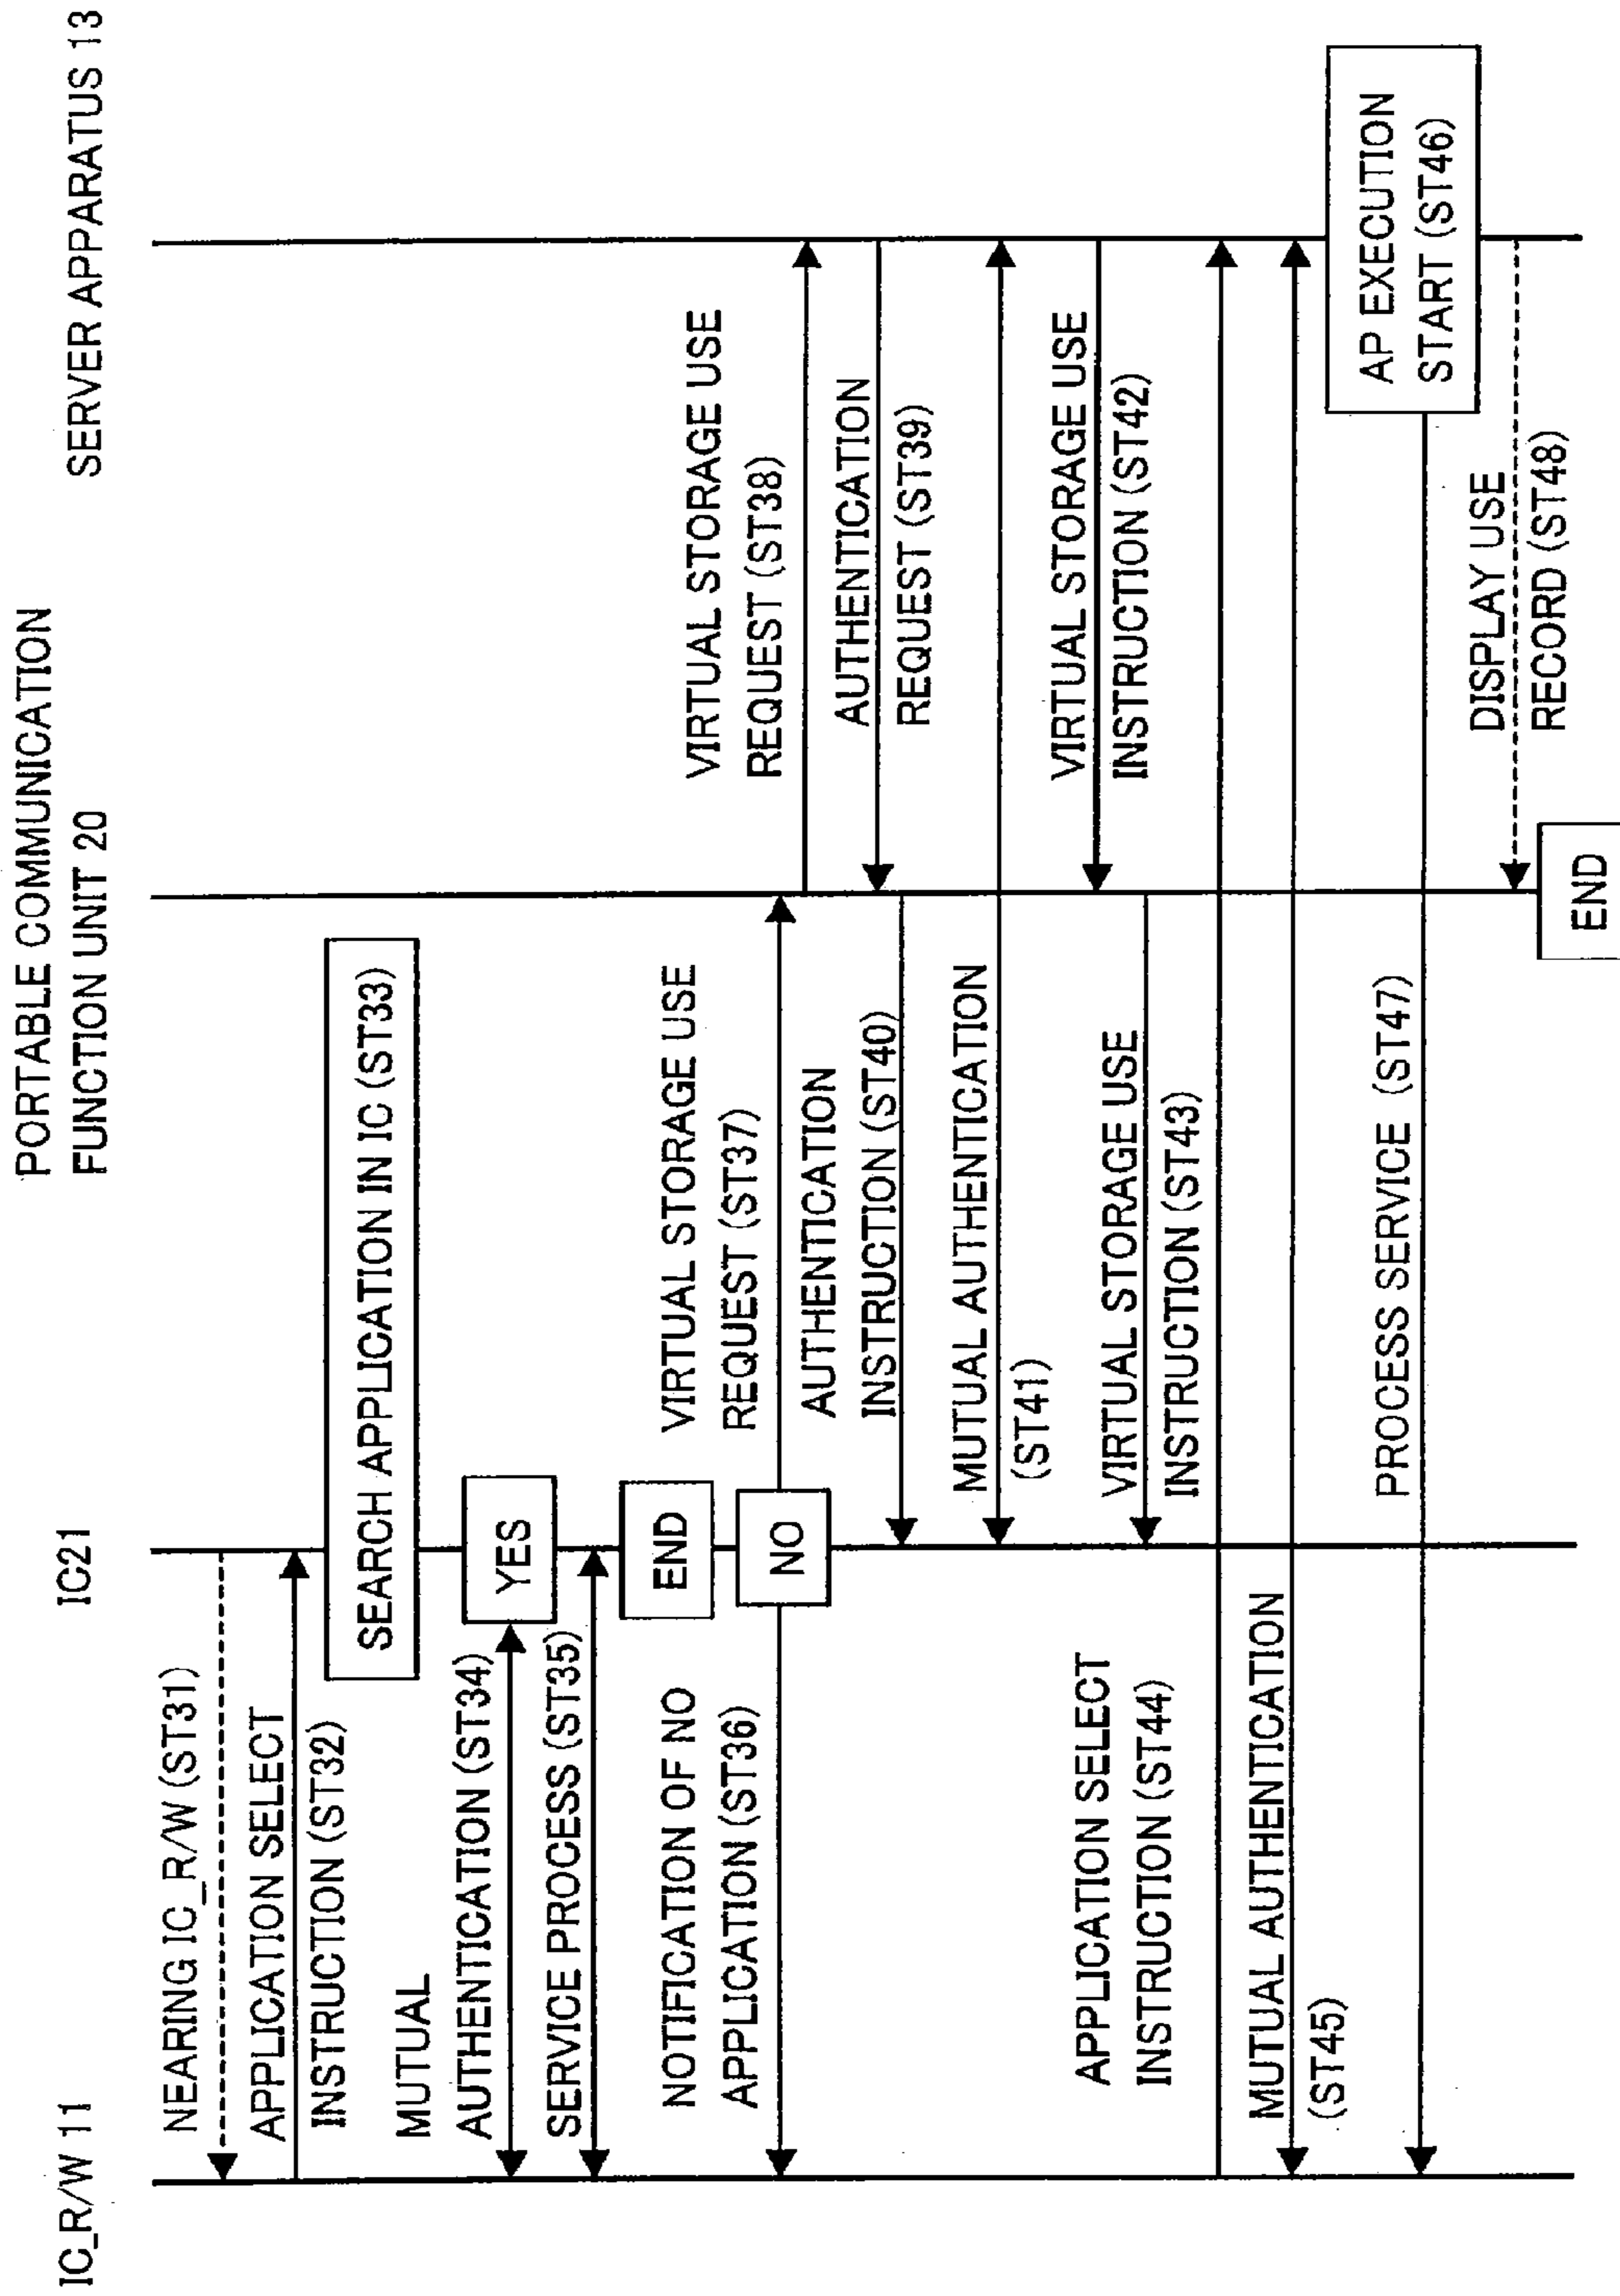 IC_R/W 11
IC21
PORTABLE COMMUNICATION
FUNCTION UNIT 20
SERVER APPARATUS 13
NEARING IC_R/W (ST31)
APPLICATION SELECT
INSTRUCTION (ST32)
SEARCH APPLICATION IN IC (ST33)
MUTUAL
AUTHENTICATION (ST34)
YES
SERVICE PROCESS (ST35)
END
NOTIFICATION OF NO
APPLICATION (ST36)
NO
VIRTUAL STORAGE USE
REQUEST (ST37)
VIRTUAL STORAGE USE
REQUEST (ST38)
AUTHENTICATION
REQUEST (ST39)
AUTHENTICATION
INSTRUCTION (ST40)
MUTUAL AUTHENTICATION
(ST41)
VIRTUAL STORAGE USE
INSTRUCTION (ST42)
VIRTUAL STORAGE USE
INSTRUCTION (ST43)
APPLICATION SELECT
INSTRUCTION (ST44)
MUTUAL AUTHENTICATION
(ST45)
AP EXECUTION
START (ST46)
PROCESS SERVICE (ST47)
DISPLAY USE
RECORD (ST48)
END